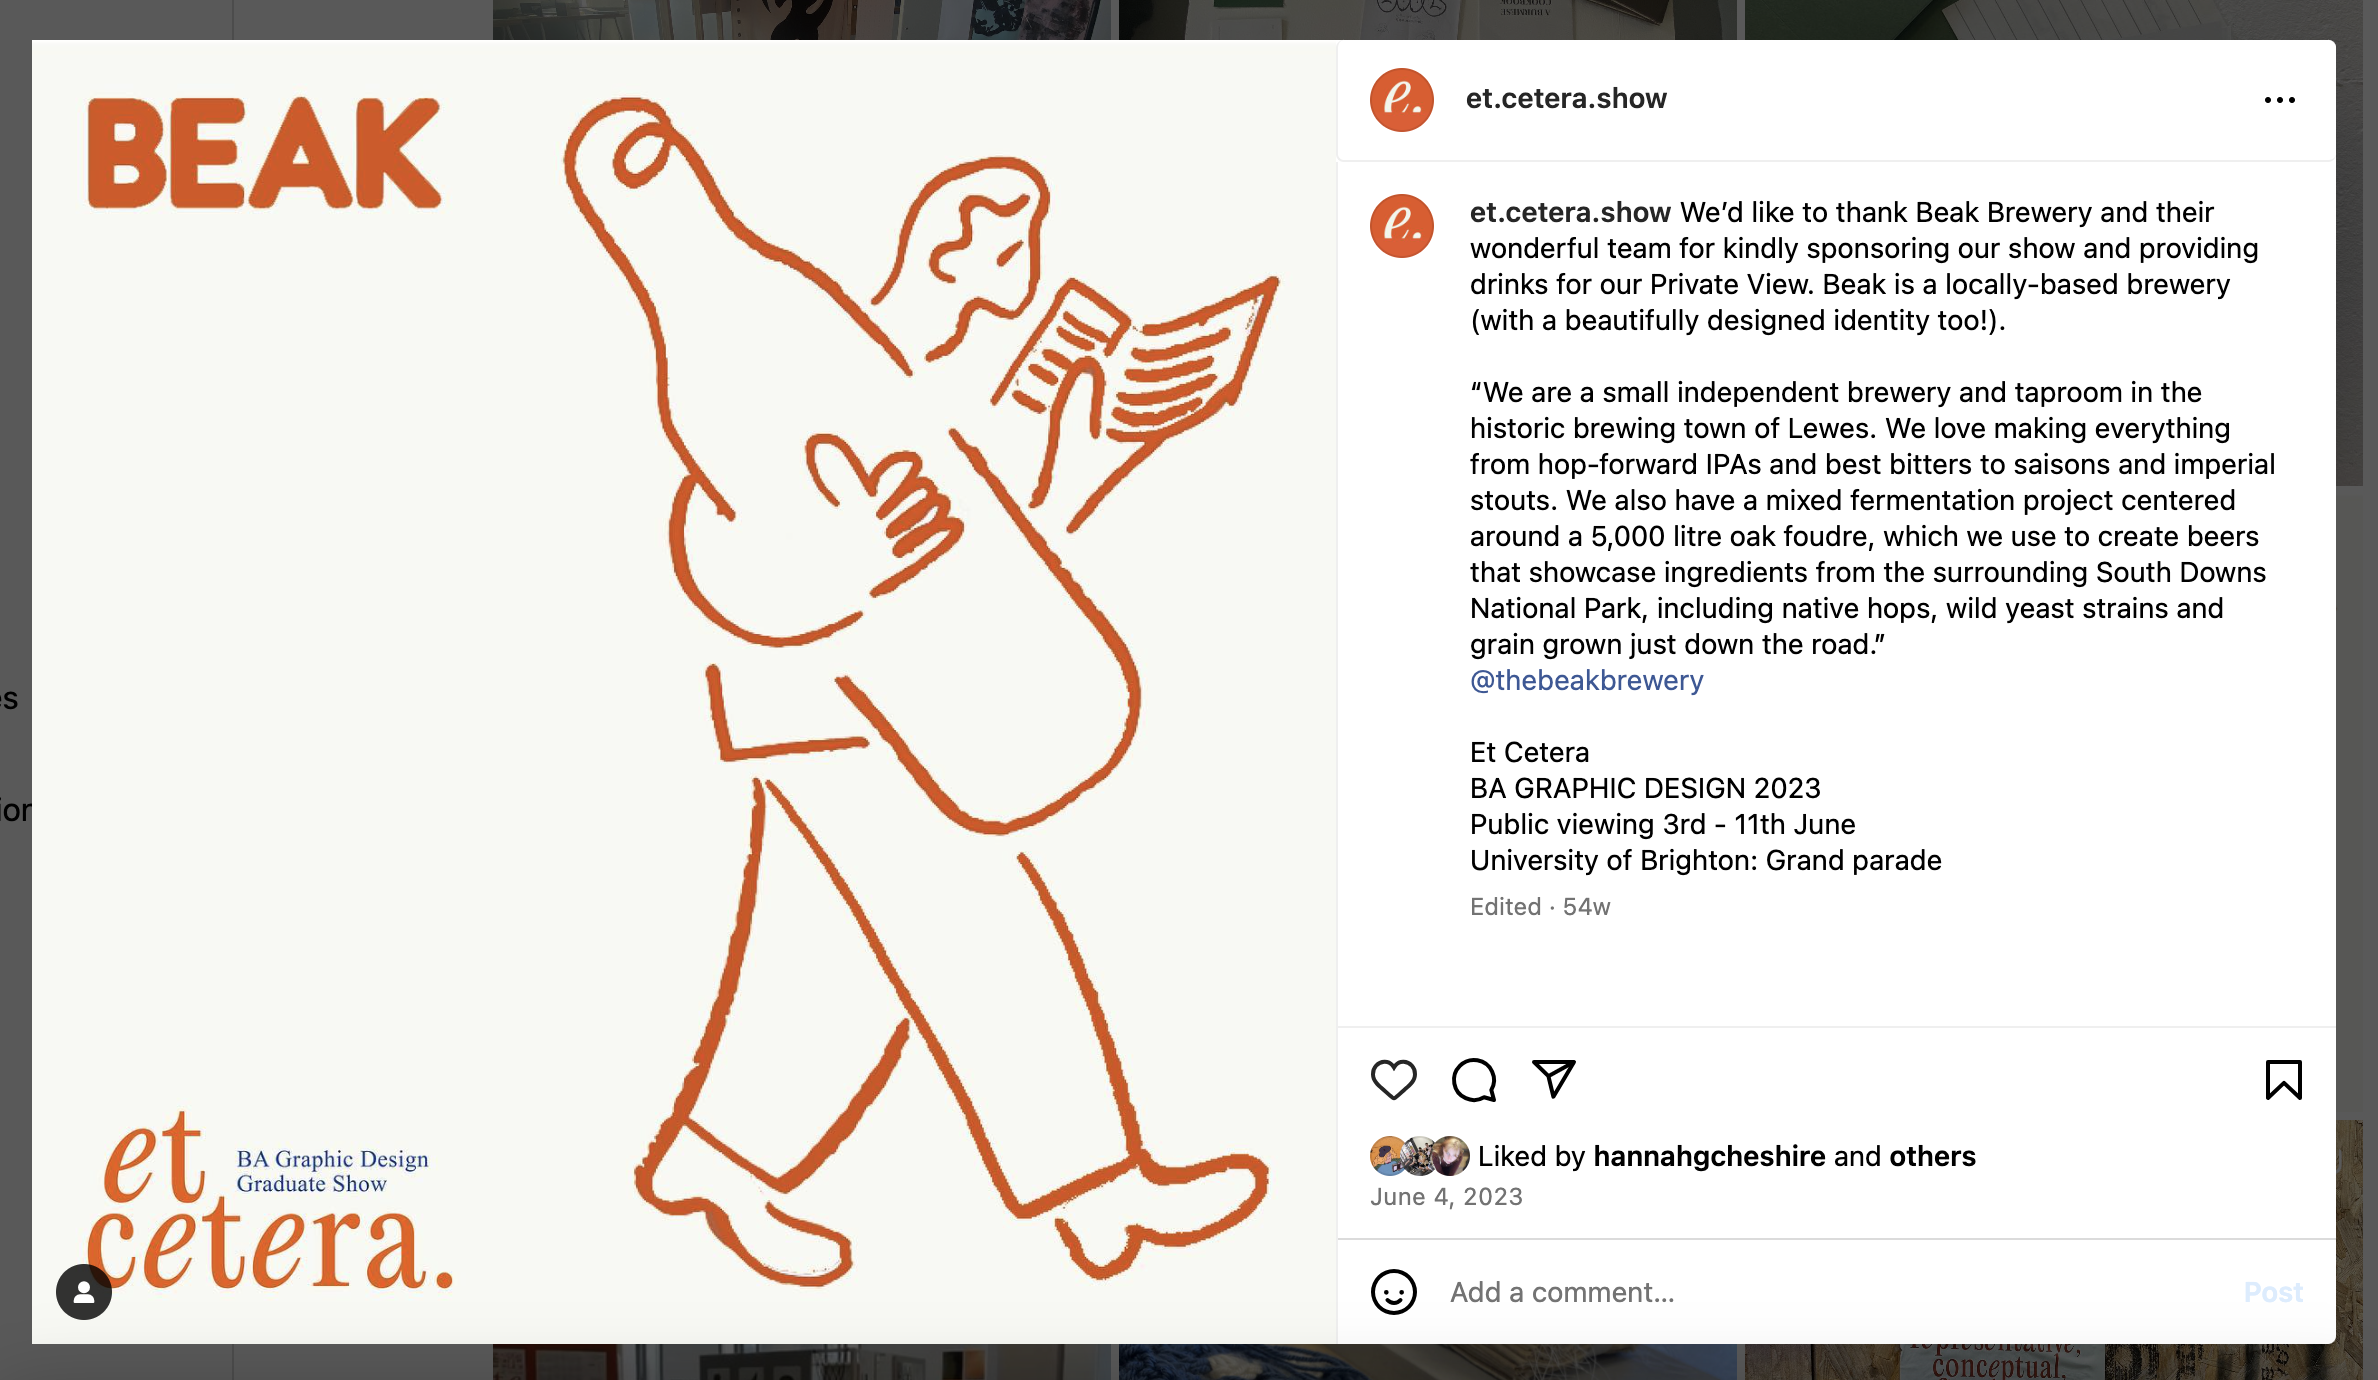 BEAK
et
cetera.
BA Graphic Design
Graduate Show
et.cetera.show
et.cetera.show We’d like to thank Beak Brewery and their
wonderful team for kindly sponsoring our show and providing
drinks for our Private View. Beak is a locally-based brewery
(with a beautifully designed identity too!).
“We are a small independent brewery and taproom in the
historic brewing town of Lewes. We love making everything
from hop-forward IPAs and best bitters to saisons and imperial
stouts. We also have a mixed fermentation project centered
around a 5,000 litre oak foudre, which we use to create beers
that showcase ingredients from the surrounding South Downs
National Park, including native hops, wild yeast strains and
grain grown just down the road.”
@thebeakbrewery
Et Cetera
BA GRAPHIC DESIGN 2023
Public viewing 3rd - 11th June
University of Brighton: Grand parade
Edited · 54w
Liked by hannahgcheshire and others
June 4, 2023
Add a comment...
Post
conceptual,